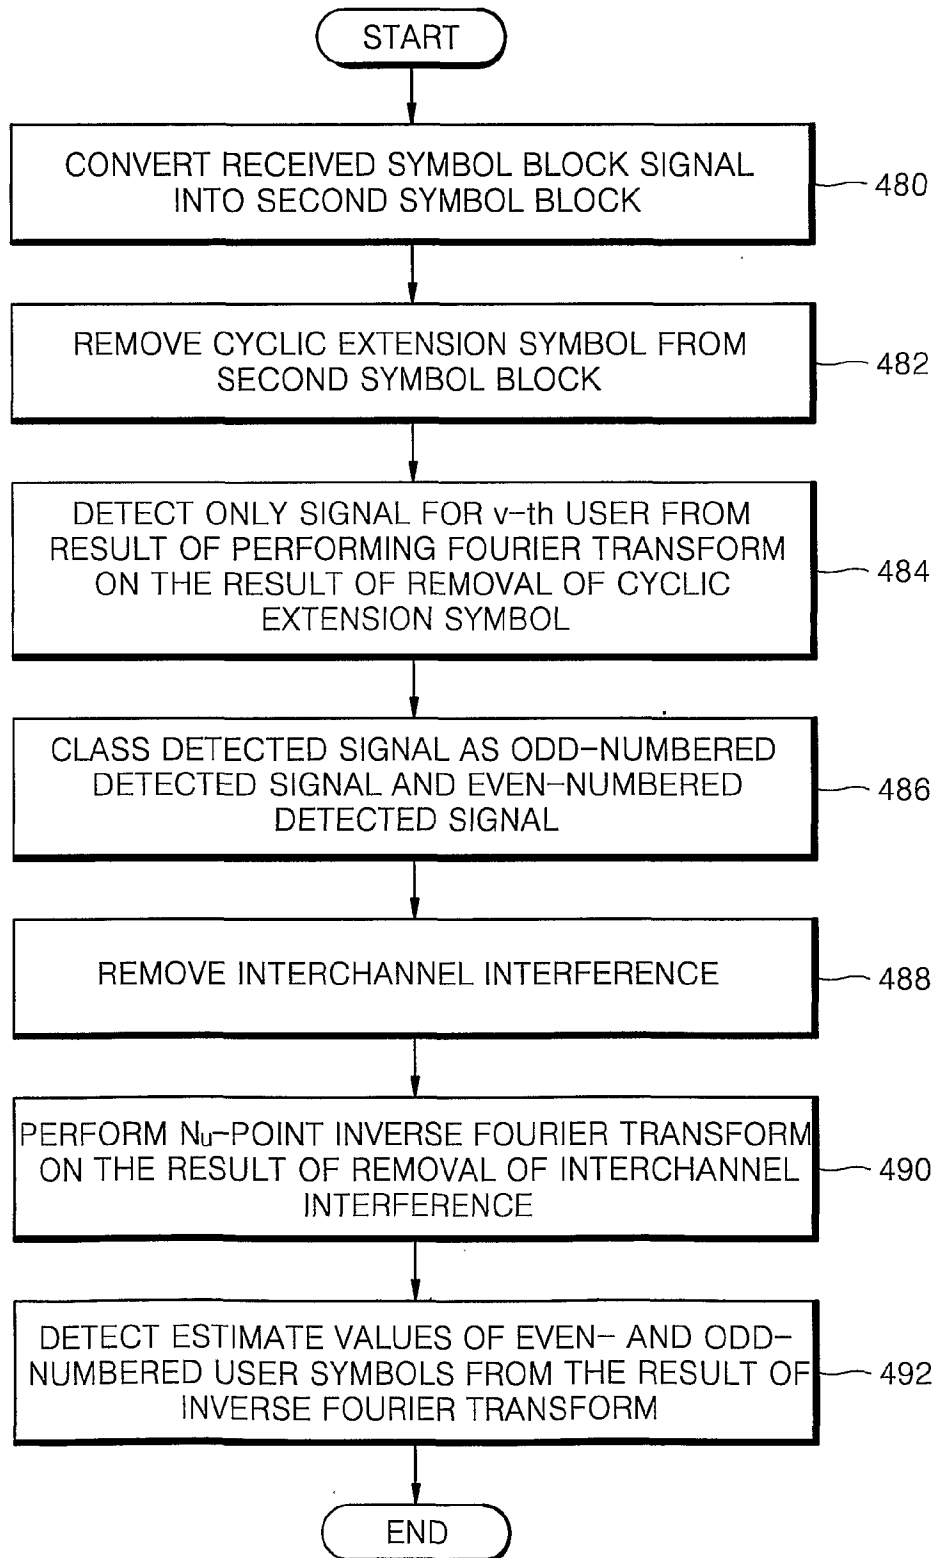 START
CONVERT RECEIVED SYMBOL BLOCK SIGNAL
INTO SECOND SYMBOL BLOCK
480
REMOVE CYCLIC EXTENSION SYMBOL FROM
SECOND SYMBOL BLOCK
482
DETECT ONLY SIGNAL FOR v-th USER FROM
RESULT OF PERFORMING FOURIER TRANSFORM
ON THE RESULT OF REMOVAL OF CYCLIC
EXTENSION SYMBOL
484
CLASS DETECTED SIGNAL AS ODD-NUMBERED
DETECTED SIGNAL AND EVEN-NUMBERED
DETECTED SIGNAL
486
REMOVE INTERCHANNEL INTERFERENCE
488
PERFORM Nu-POINT INVERSE FOURIER TRANSFORM
ON THE RESULT OF REMOVAL OF INTERCHANNEL
INTERFERENCE
490
DETECT ESTIMATE VALUES OF EVEN- AND ODD-
NUMBERED USER SYMBOLS FROM THE RESULT OF
INVERSE FOURIER TRANSFORM
492
END